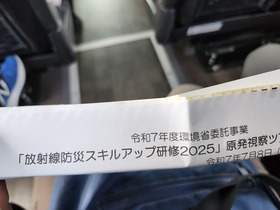 令和7年度環境省委託事業
「放射線防災スキルアップ研修2025」原発視察ツ
令和7年7月8日（